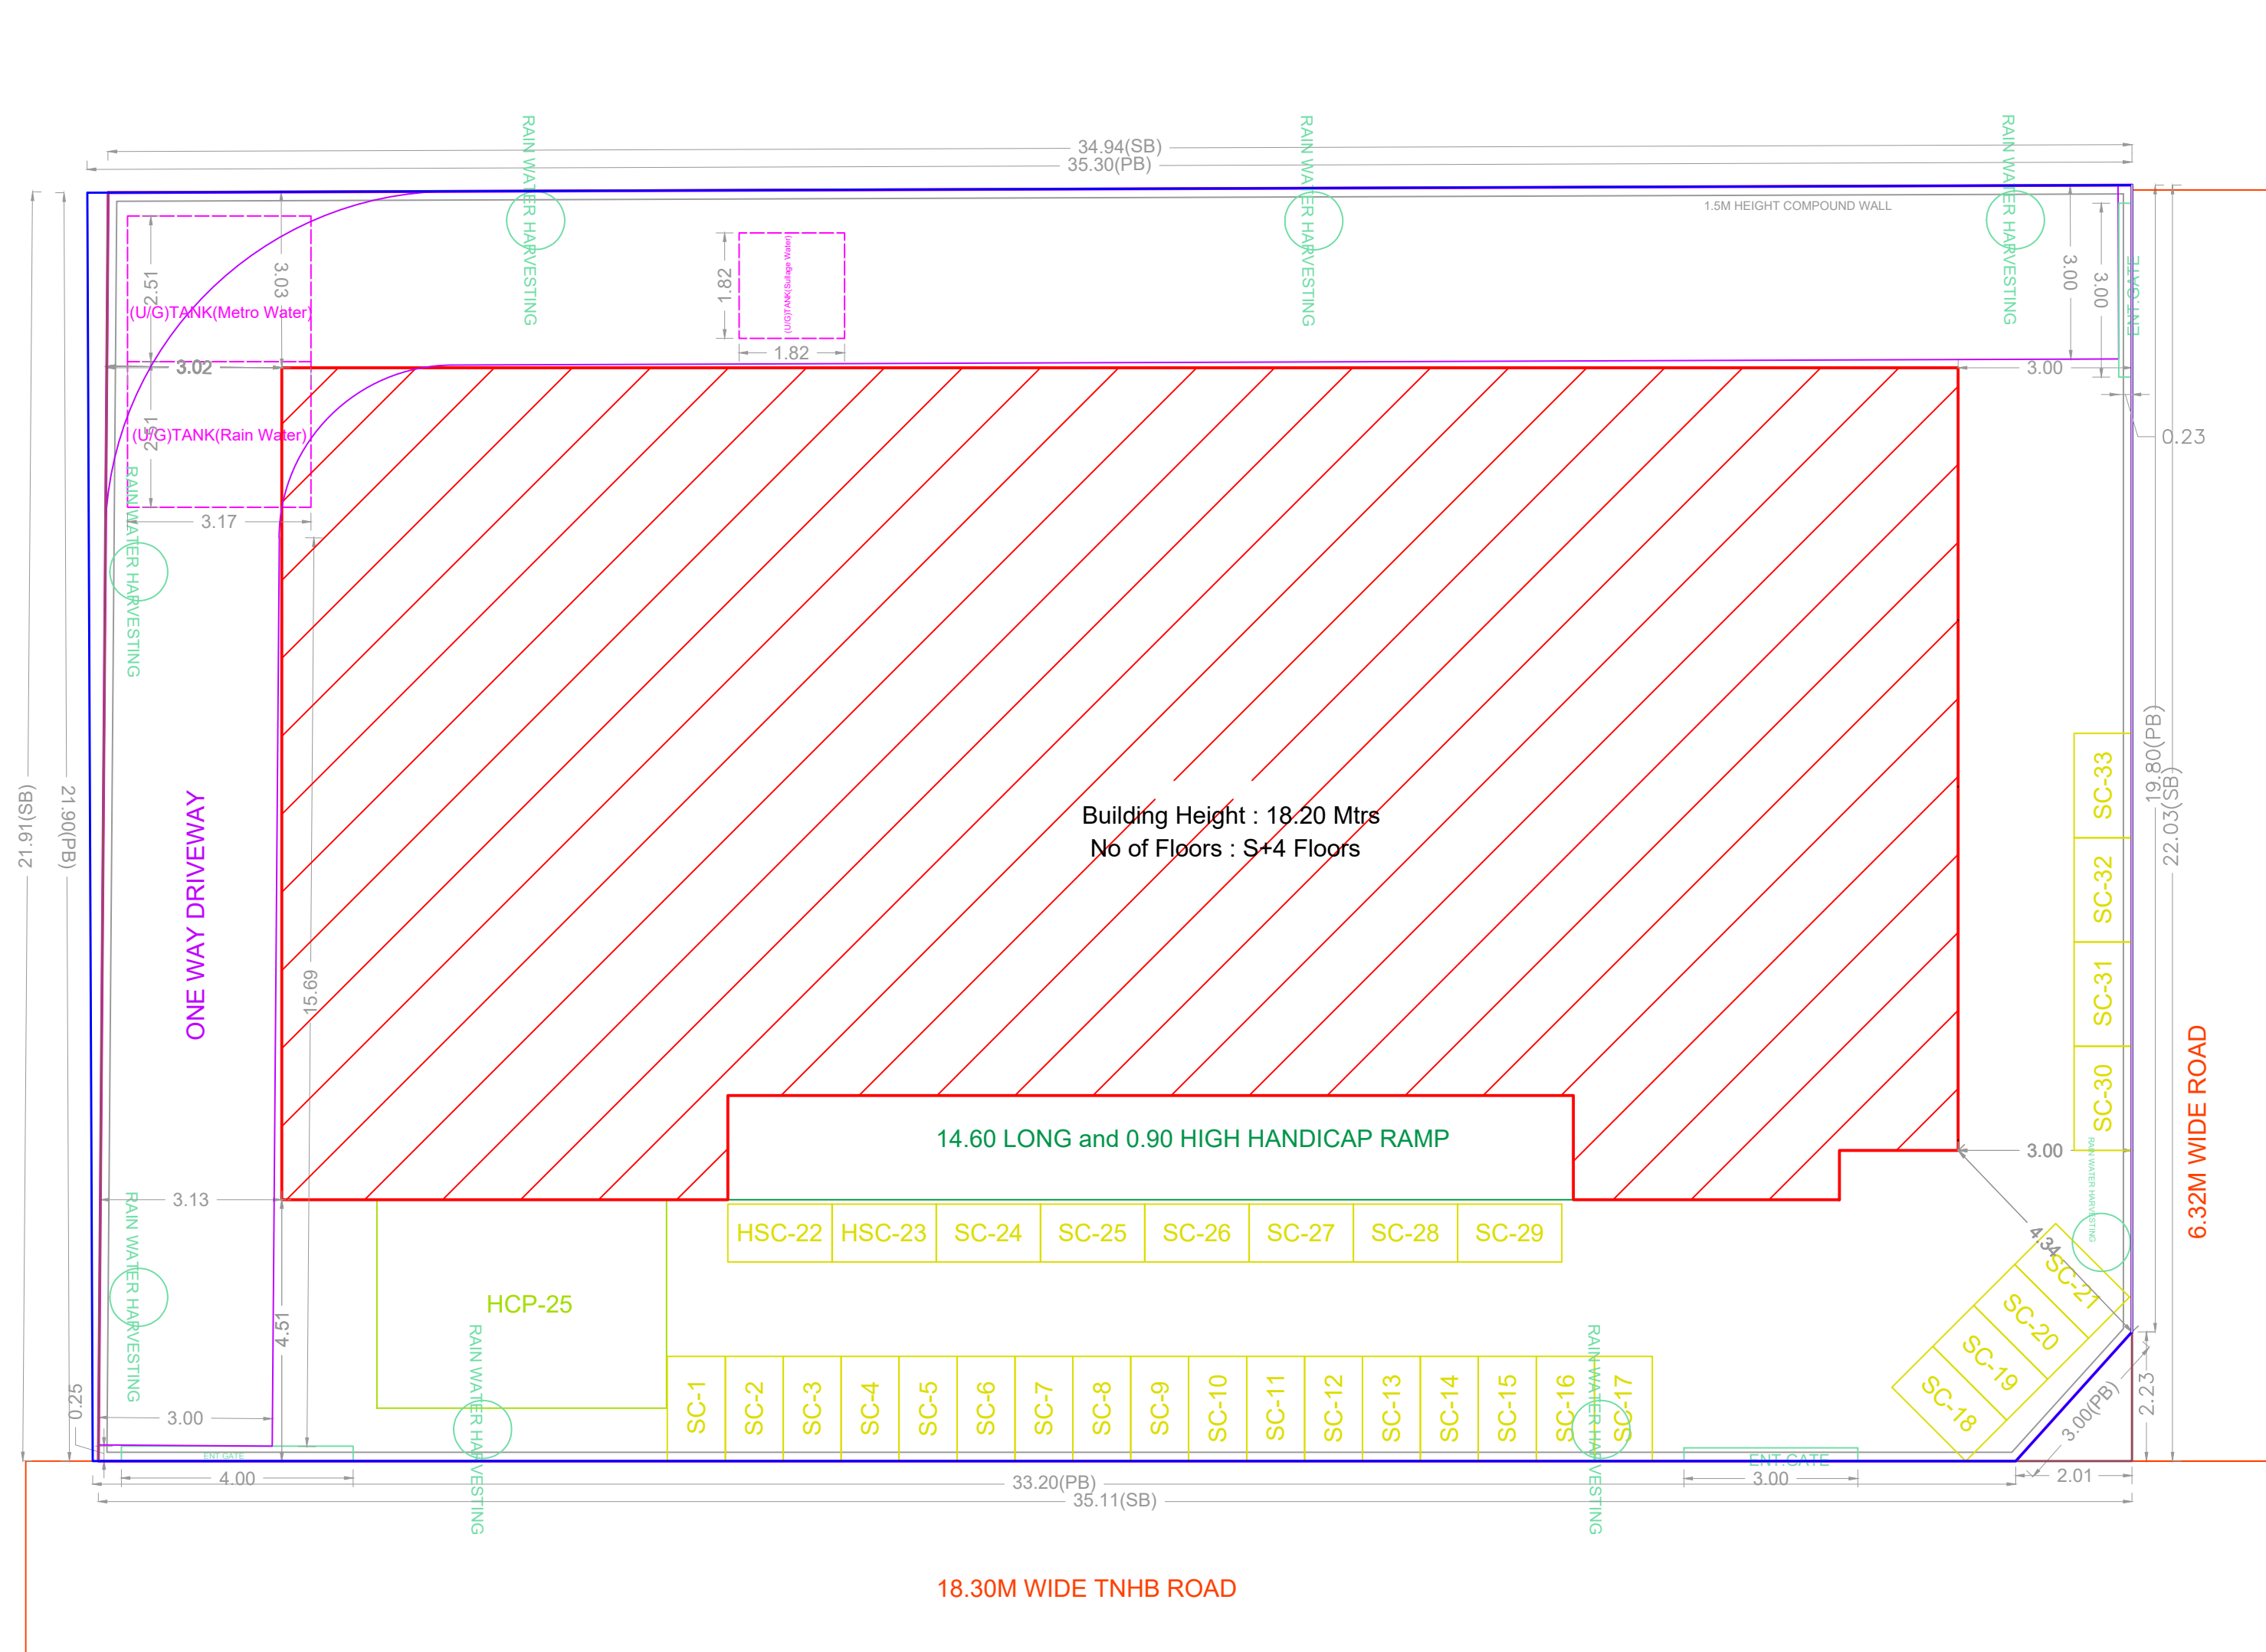 34.94(SB)
35.30(PB)
RAIN WATER HARVESTING
RAIN WATER HARVESTING
RAIN WATER HARVESTING
1.5M HEIGHT COMPOUND WALL
3.03
2.51
(U/G)TANK(Metro Water)
1.82
(U/G)TANK(Sullage Water)
1.82
3.00
3.00
ENT.GATE
3.02
3.00
2.51
(U/G)TANK(Rain Water)
0.23
3.17
RAIN WATER HARVESTING
21.91(SB)
21.90(PB)
ONE WAY DRIVEWAY
15.69
Building Height : 18.20 Mtrs
No of Floors : S+4 Floors
19.80(PB)
22.03(SB)
SC-33
SC-32
SC-31
SC-30
6.32M WIDE ROAD
14.60 LONG and 0.90 HIGH HANDICAP RAMP
3.00
3.13
RAIN WATER HARVESTING
RAIN WATER HARVESTING
HSC-22
HSC-23
SC-24
SC-25
SC-26
SC-27
SC-28
SC-29
4.34
SC-21
SC-20
SC-19
SC-18
HCP-25
4.51
RAIN WATER HARVESTING
RAIN WATER HARVESTING
SC-1
SC-2
SC-3
SC-4
SC-5
SC-6
SC-7
SC-8
SC-9
SC-10
SC-11
SC-12
SC-13
SC-14
SC-15
SC-16
SC-17
0.25
3.00
3.00(PB)
2.23
ENT.GATE
ENT.GATE
4.00
3.00
2.01
33.20(PB)
35.11(SB)
18.30M WIDE TNHB ROAD